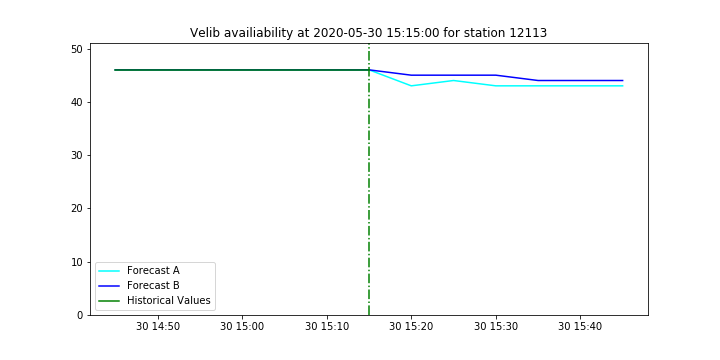 Velib availiability at 2020-05-30 15:15:00 for station 12113
50
40
30
20
10
0
Forecast A
Forecast B
Historical Values
30 14:50 30 15:00 30 15:10 30 15:20 30 15:30 30 15:40